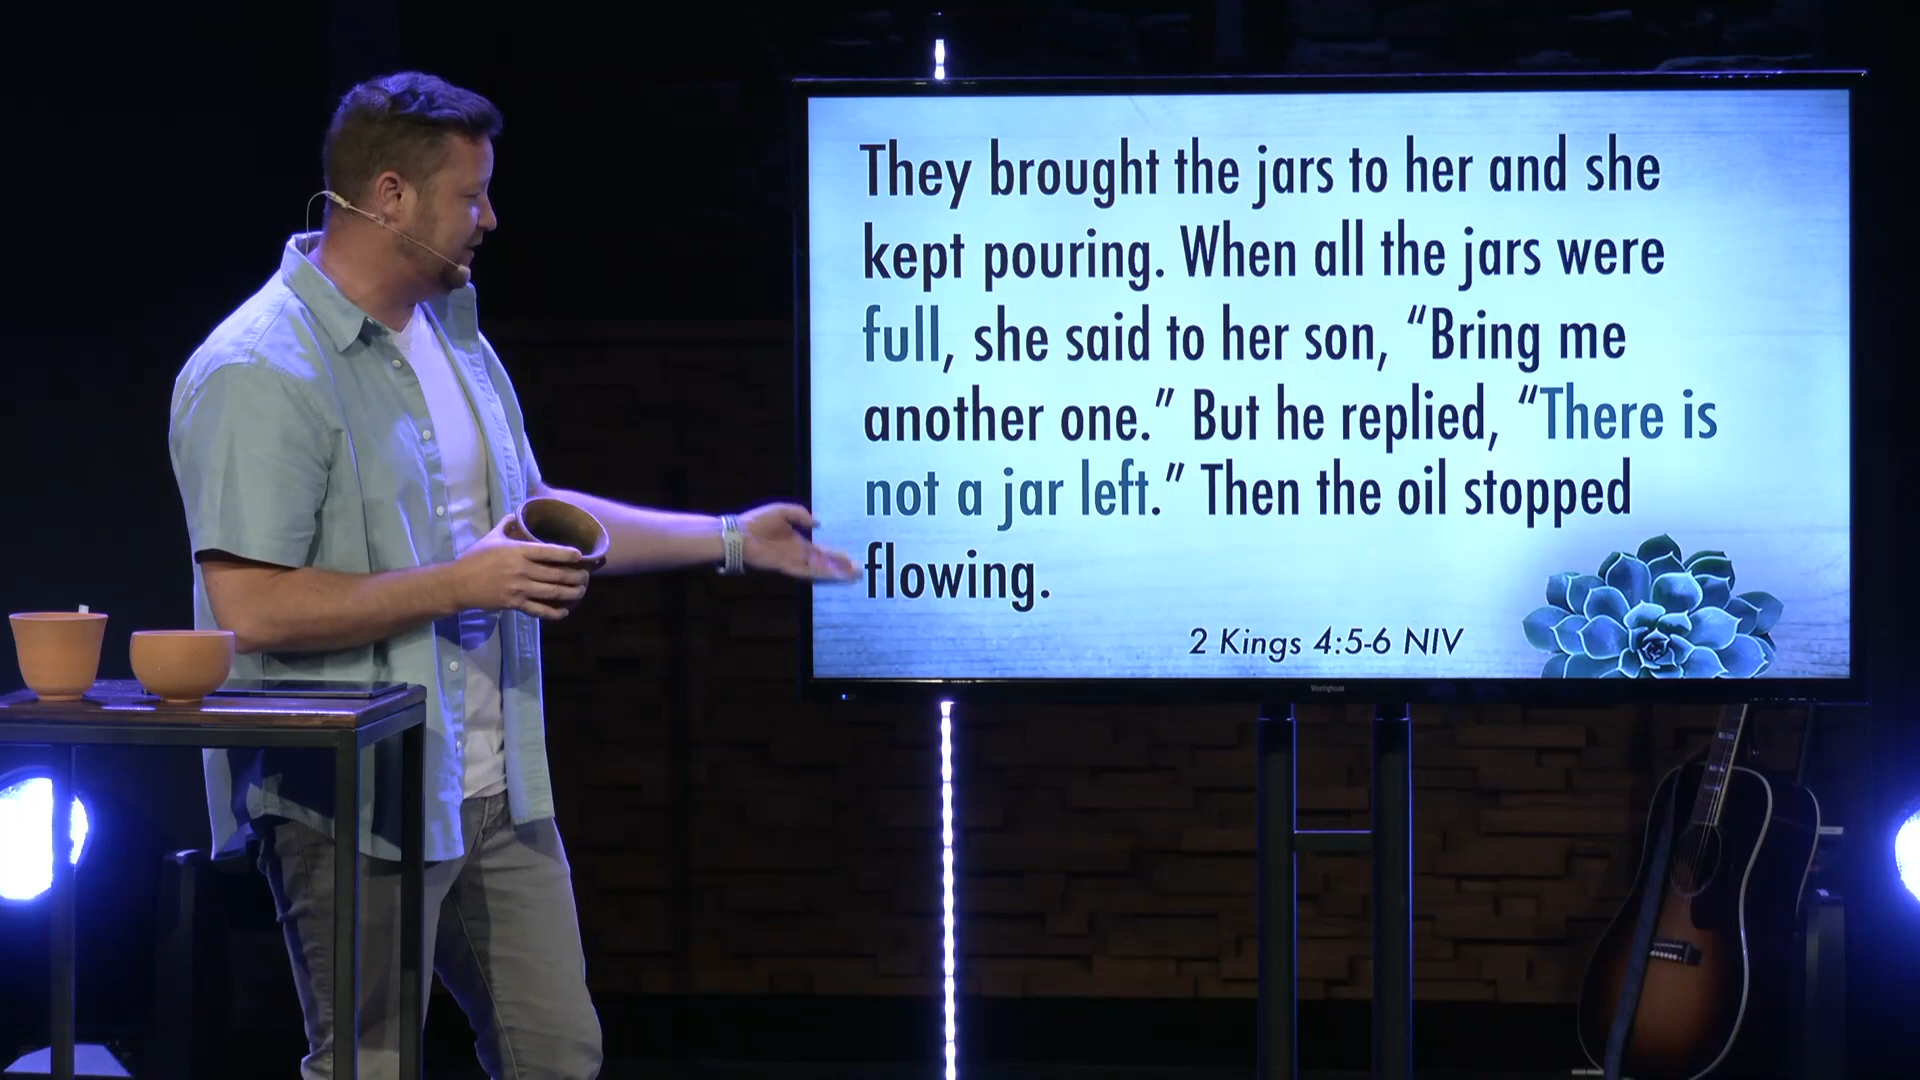 They brought the jars to her and she
kept pouring. When all the jars were
full, she said to her son, “Bring me
another one.” But he replied, “There is
not a jar left.” Then the oil stopped
flowing.
2 Kings 4:5-6 NIV
Westinghouse